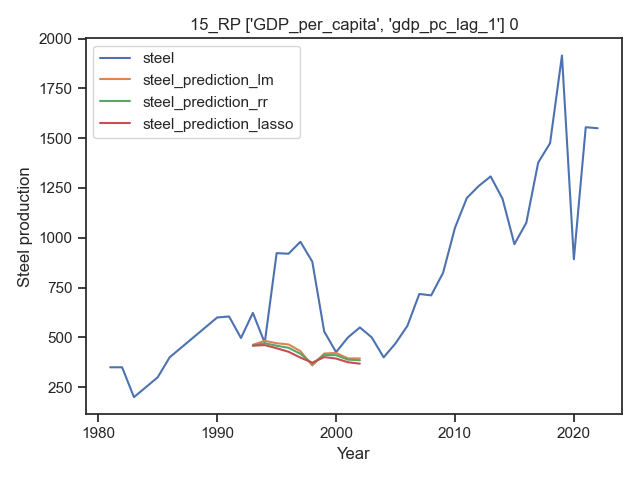 15_RP ['GDP_per_capita', 'gdp_pc_lag_1'] 0
steel
steel_prediction_lm
steel_prediction_rr
steel_prediction_lasso
Steel production
2000
1750
1500
1250
1000
750
500
250
1980
1990
2000
2010
2020
Year